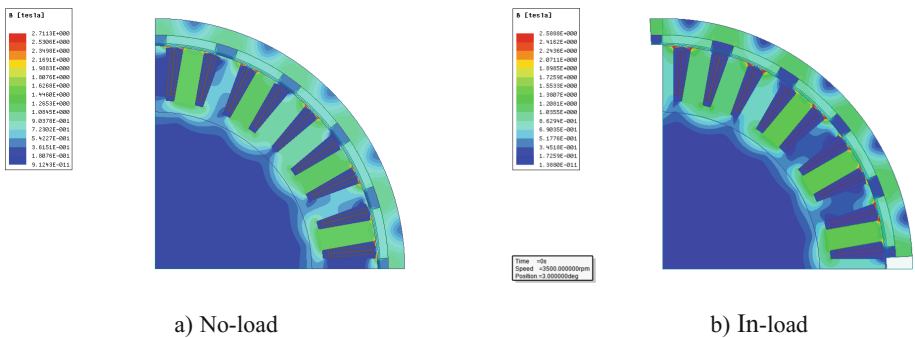 B [tesla]
2.7113E+000
2.5306E+000
2.3498E+000
2.1691E+000
1.9883E+000
1.8076E+000
1.6268E+000
1.4460E+000
1.2653E+000
1.0845E+000
9.0378E-001
7.2302E-001
5.4227E-001
3.6151E-001
1.8076E-001
9.1243E-011
a) No-load
B [tesla]
2.5888E+000
2.4162E+000
2.2436E+000
2.0711E+000
1.8985E+000
1.7259E+000
1.5533E+000
1.3807E+000
1.2081E+000
1.0355E+000
8.6294E-001
6.9035E-001
5.1776E-001
3.4518E-001
1.7259E-001
1.3880E-011
Time =0s
Speed =3500.000000rpm
Position =3.000000deg
b) In-load